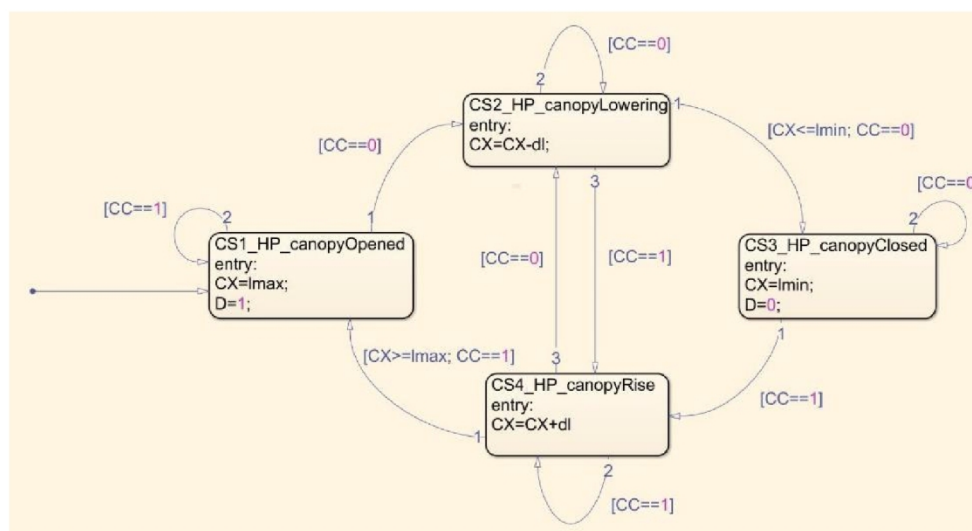 [CC==0]
2
CS2_HP_canopyLowering
entry:
CX=CX-dl;
1
3
[CC==0]
[CX<=lmin; CC==0]
[CC==1]
2
1
CS1_HP_canopyOpened
entry:
CX=lmax;
D=1;
[CC==0]
[CC==1]
[CC==0
2
CS3_HP_canopyClosed
entry:
CX=lmin;
D=0;
1
[CX>=lmax; CC==1]
3
CS4_HP_canopyRise
entry:
CX=CX+dl
1
2
[CC==1]
[CC==1]